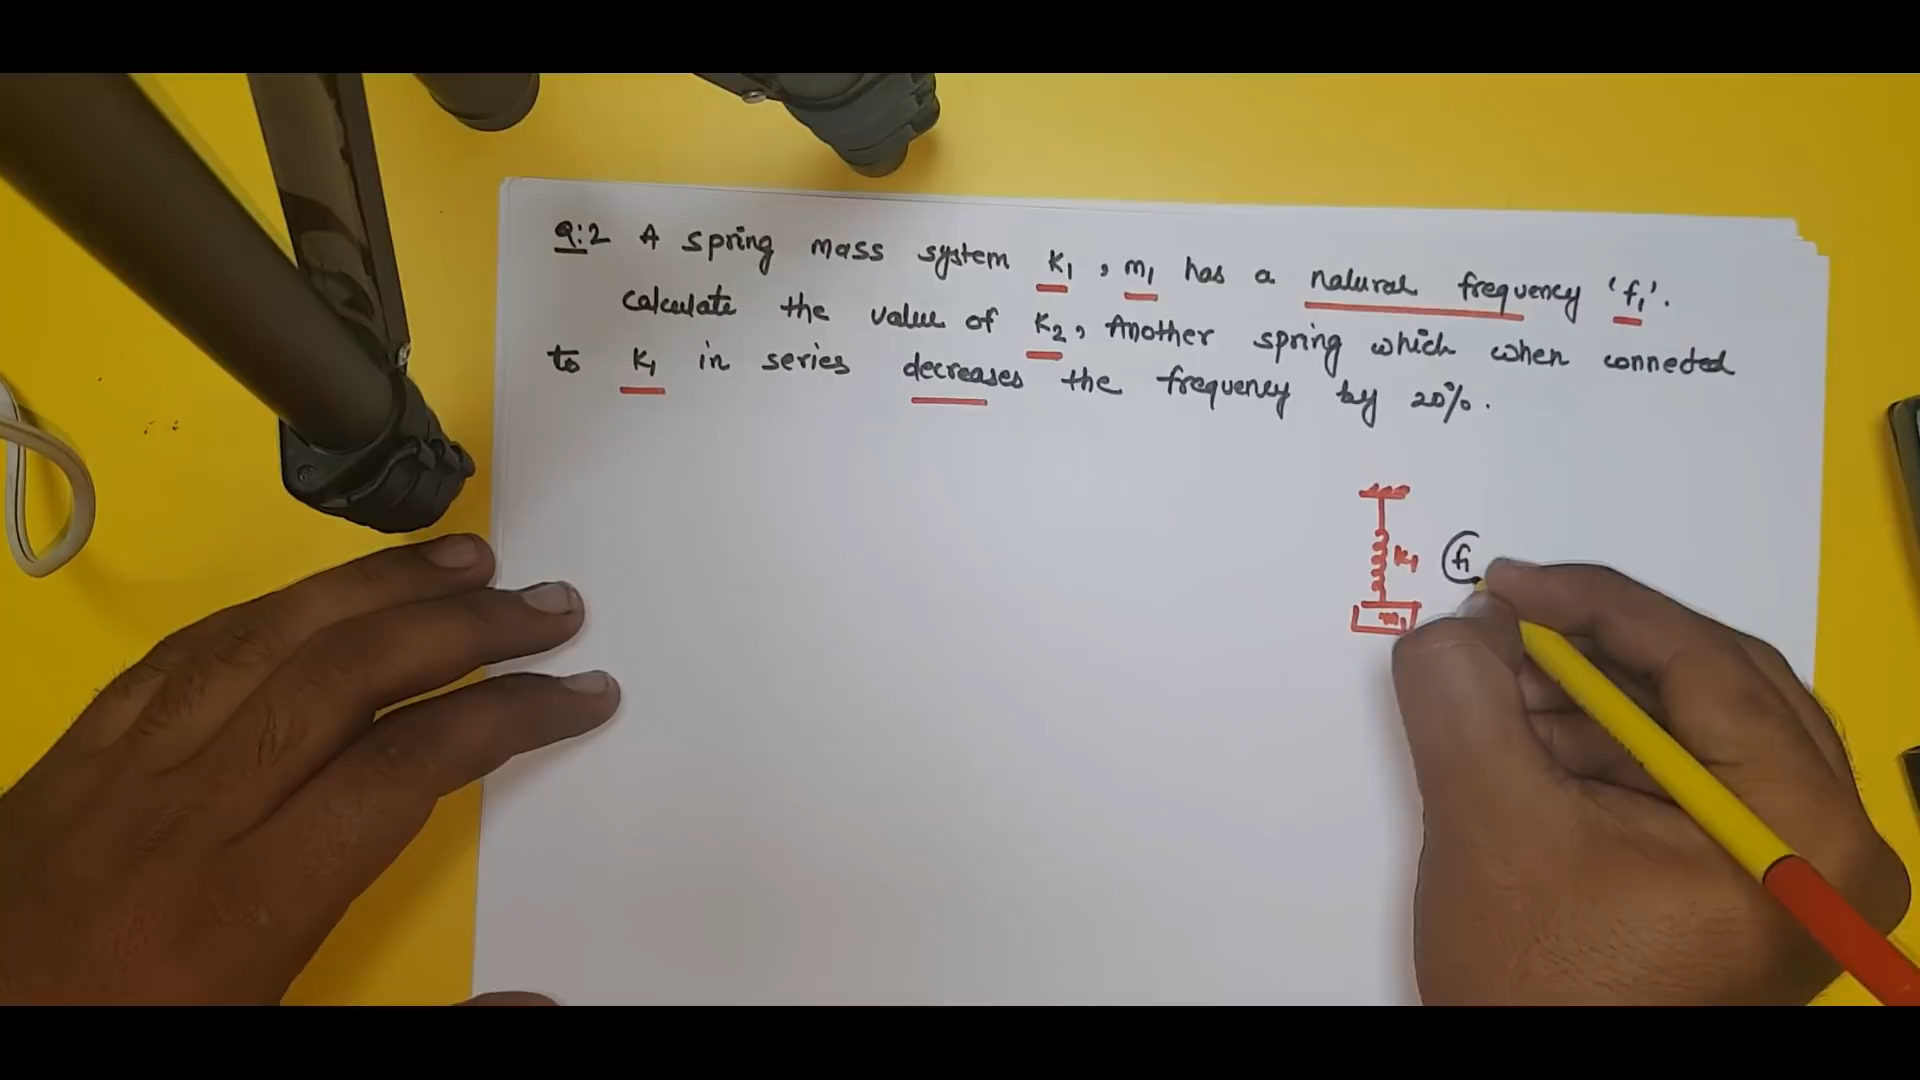 Q:2 A spring mass system K1, m1 has a natural frequency 'f1'.
calculate the value of K2, Another spring which when conneted
to K1 in series decreases the frequency by 20%.
K1
f1
m1